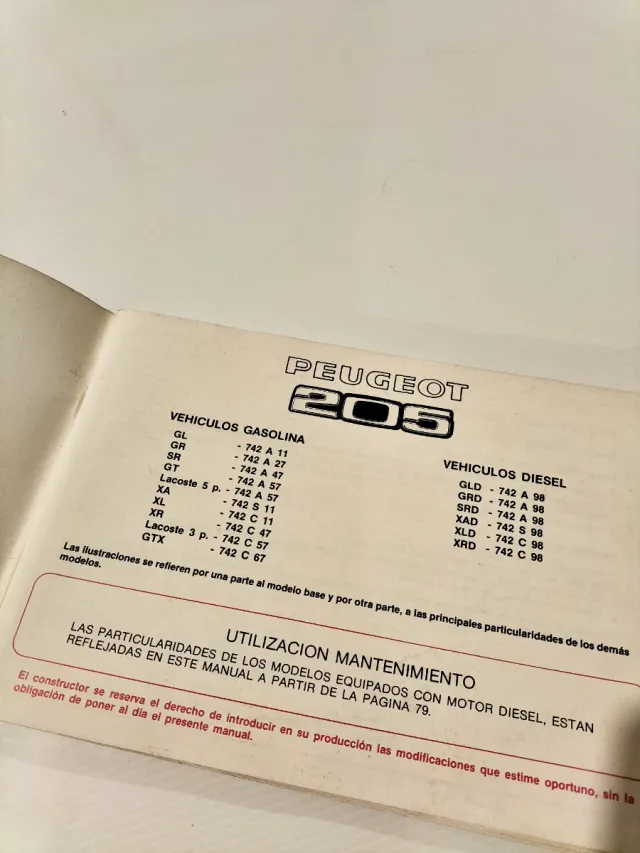 PEUGEOT
205
VEHICULOS GASOLINA
GL - 742 A 11
GR - 742 A 27
SR - 742 A 47
GT - 742 A 57
Lacoste 5 p. - 742 A 57
XA - 742 S 11
XL - 742 C 11
XR - 742 C 47
Lacoste 3 p. - 742 C 57
GTX - 742 C 67
VEHICULOS DIESEL
GLD - 742 A 98
GRD - 742 A 98
SRD - 742 A 98
XAD - 742 S 98
XLD - 742 C 98
XRD - 742 C 98
Las ilustraciones se refieren por una parte al modelo base y por otra parte, a las principales particularidades de los demás
modelos.
UTILIZACION MANTENIMIENTO
LAS PARTICULARIDADES DE LOS MODELOS EQUIPADOS CON MOTOR DIESEL, ESTAN
REFLEJADAS EN ESTE MANUAL A PARTIR DE LA PAGINA 79.
El constructor se reserva el derecho de introducir en su producción las modificaciones que estime oportuno, sin la
obligación de poner al día el presente manual.